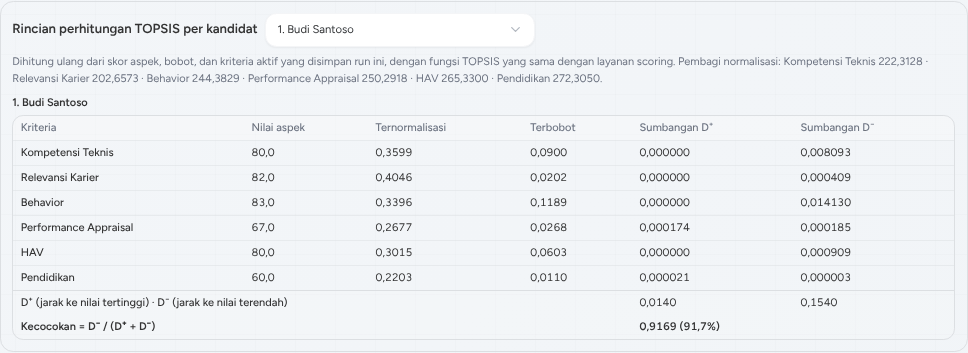 Rincian perhitungan TOPSIS per kandidat 1. Budi Santoso
Dihitung ulang dari skor aspek, bobot, dan kriteria aktif yang disimpan run ini, dengan fungsi TOPSIS yang sama dengan layanan scoring. Pembagi normalisasi: Kompetensi Teknis 222,3128 ·
Relevansi Karier 202,6573 · Behavior 244,3829 · Performance Appraisal 250,2918 · HAV 265,3300 · Pendidikan 272,3050.
1. Budi Santoso
Kriteria Nilai aspek Ternormalisasi Terbobot Sumbangan D⁺ Sumbangan D⁻
Kompetensi Teknis 80,0 0,3599 0,0900 0,000000 0,008093
Relevansi Karier 82,0 0,4046 0,0202 0,000000 0,000409
Behavior 83,0 0,3396 0,1189 0,000000 0,014130
Performance Appraisal 67,0 0,2677 0,0268 0,000174 0,000185
HAV 80,0 0,3015 0,0603 0,000000 0,000909
Pendidikan 60,0 0,2203 0,0110 0,000021 0,000003
D⁺ (jarak ke nilai tertinggi) · D⁻ (jarak ke nilai terendah) 0,0140 0,1540
Kecocokan = D⁻ / (D⁺ + D⁻) 0,9169 (91,7%)